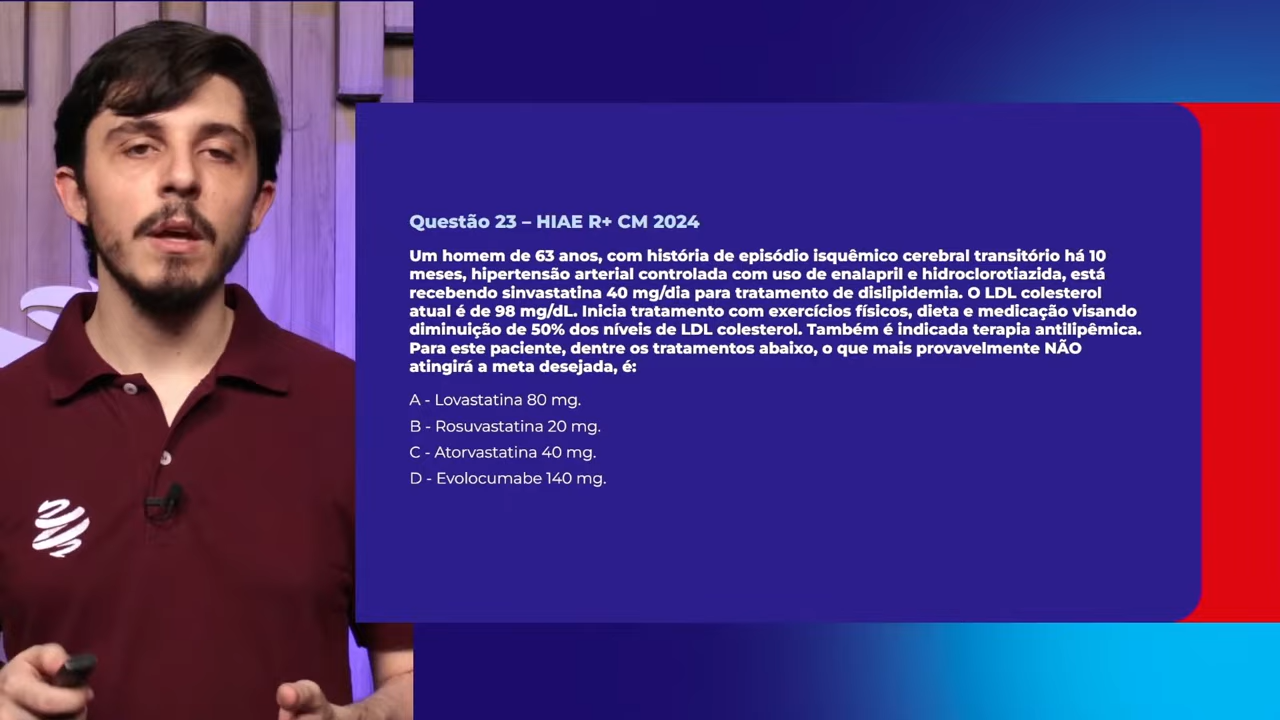 Questão 23 – HIAE R+ CM 2024
Um homem de 63 anos, com história de episódio isquêmico cerebral transitório há 10
meses, hipertensão arterial controlada com uso de enalapril e hidroclorotiazida, está
recebendo sinvastatina 40 mg/dia para tratamento de dislipidemia. O LDL colesterol
atual é de 98 mg/dL. Inicia tratamento com exercícios físicos, dieta e medicação visando
diminuição de 50% dos níveis de LDL colesterol. Também é indicada terapia antilipêmica.
Para este paciente, dentre os tratamentos abaixo, o que mais provavelmente NÃO
atingirá a meta desejada, é:
A - Lovastatina 80 mg.
B - Rosuvastatina 20 mg.
C - Atorvastatina 40 mg.
D - Evolocumabe 140 mg.